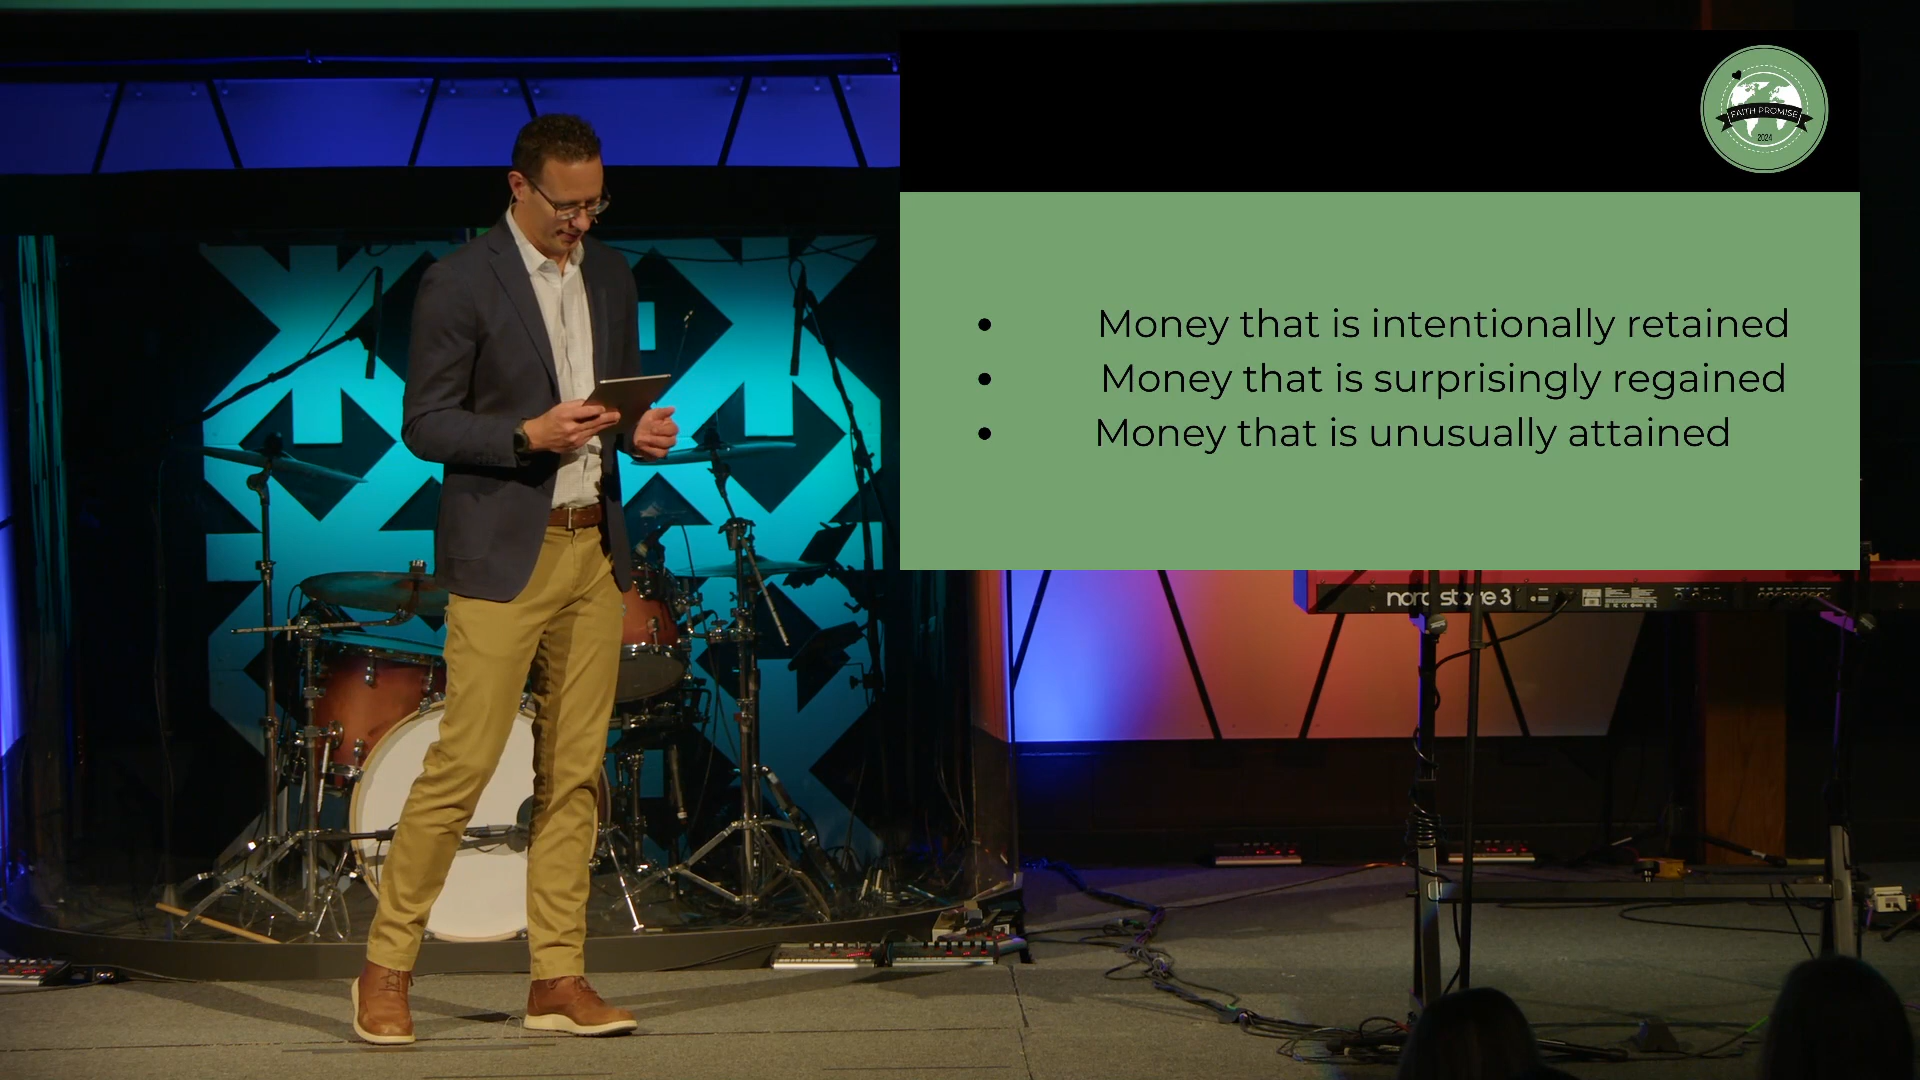 FAITH PROMISE
2024
• Money that is intentionally retained
• Money that is surprisingly regained
• Money that is unusually attained
nord stage 3